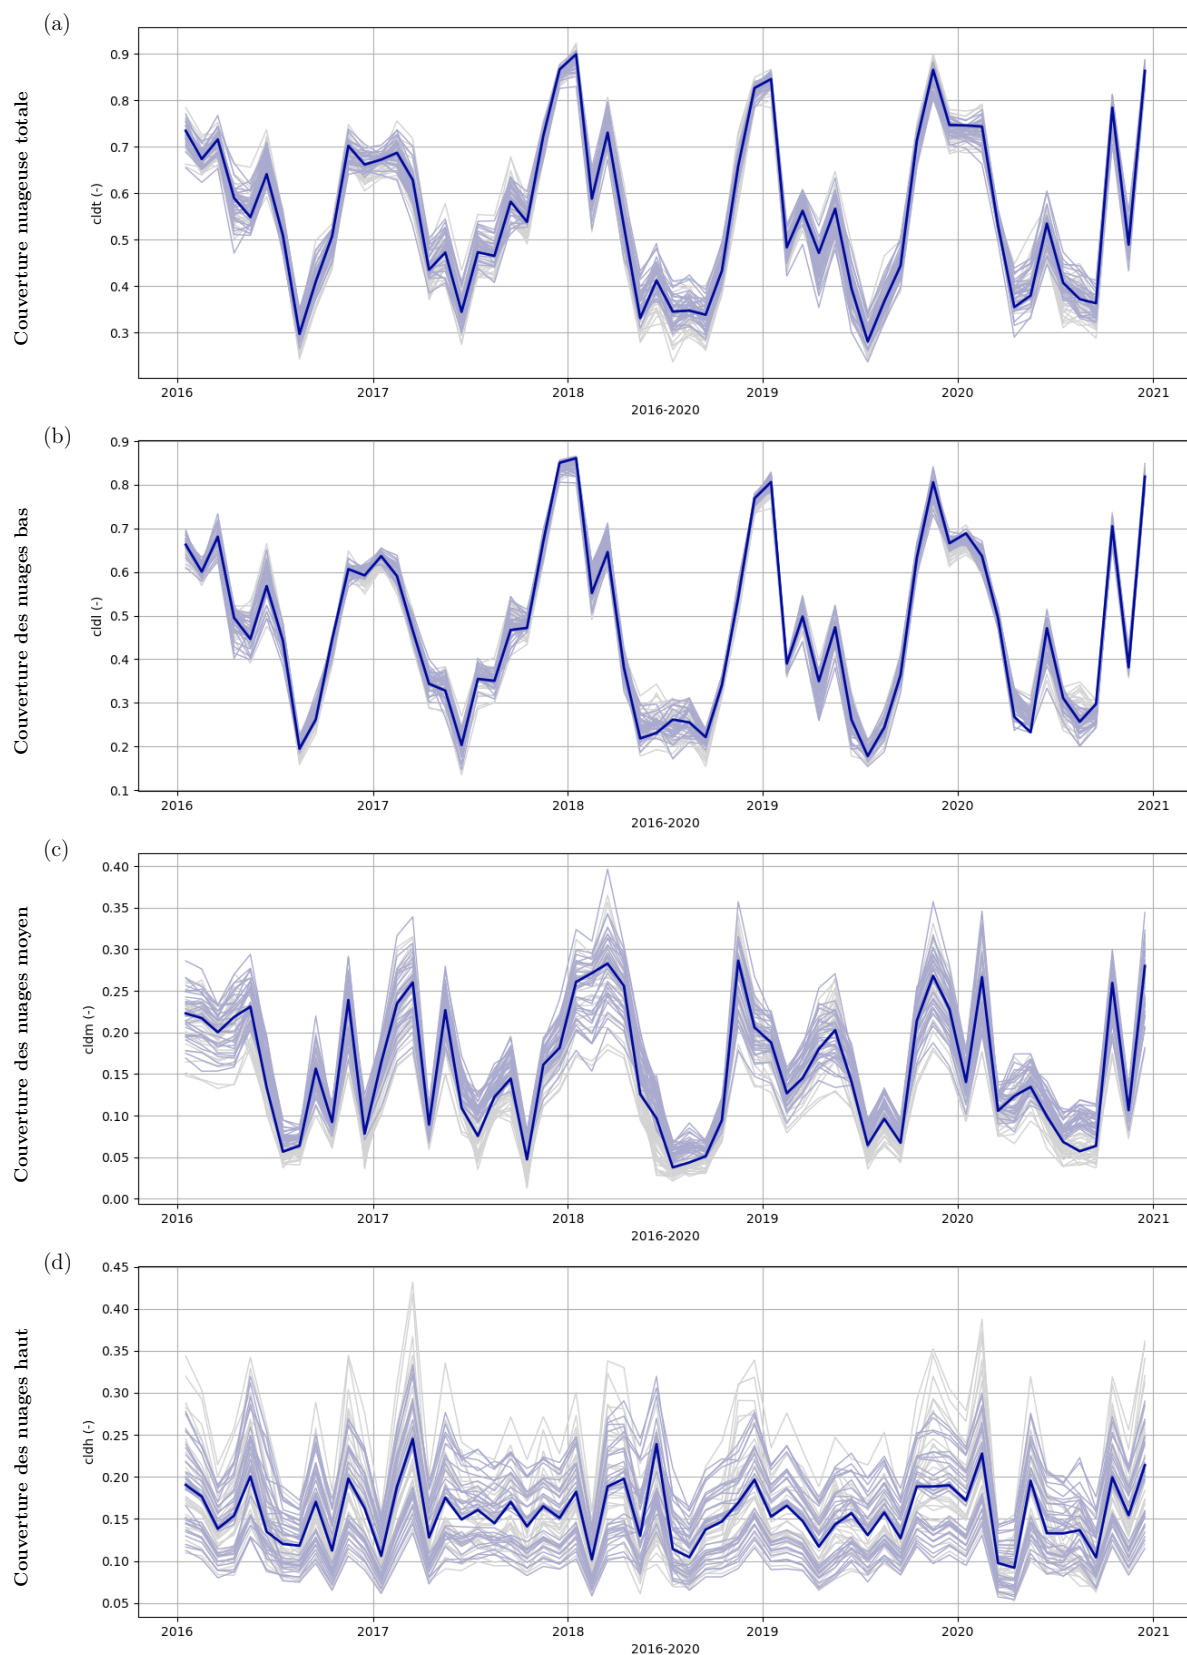 (a)
Couverture nuageuse totale
cldt (-)
0.9
0.8
0.7
0.6
0.5
0.4
0.3
2016 2017 2018 2019 2020 2021
2016-2020
(b)
Couverture des nuages bas
cldl (-)
0.9
0.8
0.7
0.6
0.5
0.4
0.3
0.2
0.1
2016 2017 2018 2019 2020 2021
2016-2020
(c)
Couverture des nuages moyen
cldm (-)
0.40
0.35
0.30
0.25
0.20
0.15
0.10
0.05
0.00
2016 2017 2018 2019 2020 2021
2016-2020
(d)
Couverture des nuages haut
cldh (-)
0.45
0.40
0.35
0.30
0.25
0.20
0.15
0.10
0.05
2016 2017 2018 2019 2020 2021
2016-2020